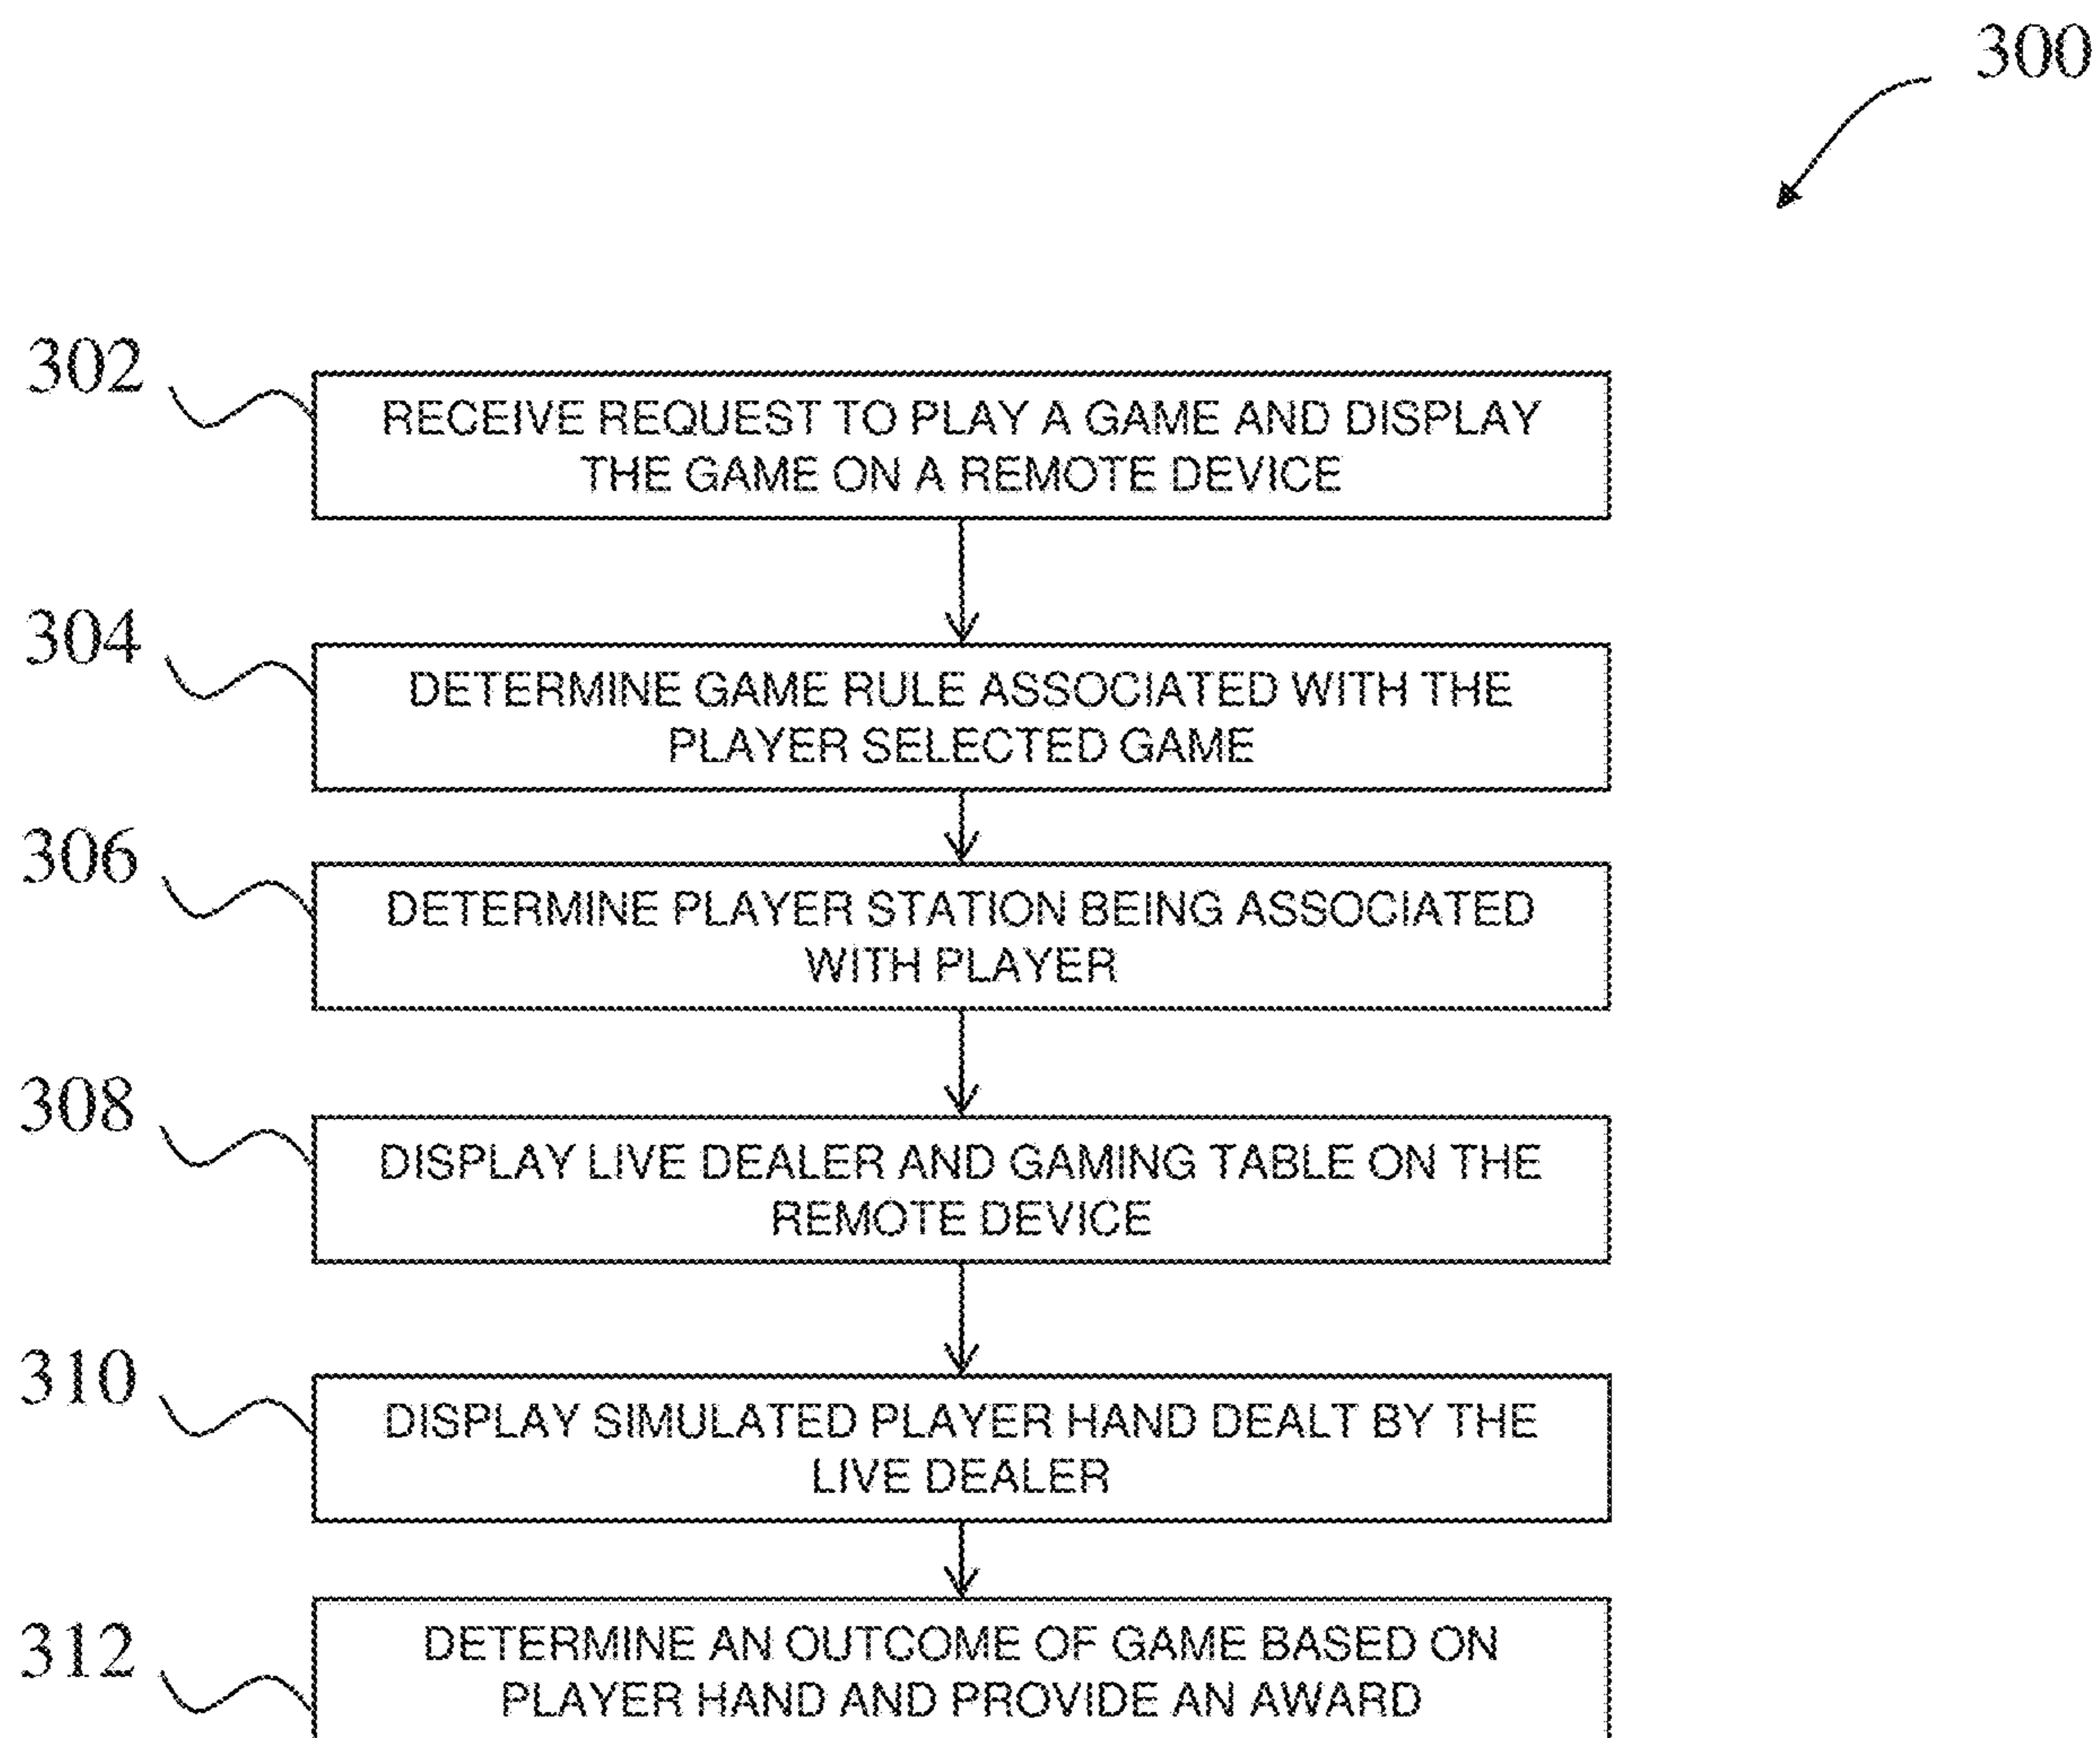 300
302
RECEIVE REQUEST TO PLAY A GAME AND DISPLAY
THE GAME ON A REMOTE DEVICE
304
DETERMINE GAME RULE ASSOCIATED WITH THE
PLAYER SELECTED GAME
306
DETERMINE PLAYER STATION BEING ASSOCIATED
WITH PLAYER
308
DISPLAY LIVE DEALER AND GAMING TABLE ON THE
REMOTE DEVICE
310
DISPLAY SIMULATED PLAYER HAND DEALT BY THE
LIVE DEALER
312
DETERMINE AN OUTCOME OF GAME BASED ON
PLAYER HAND AND PROVIDE AN AWARD